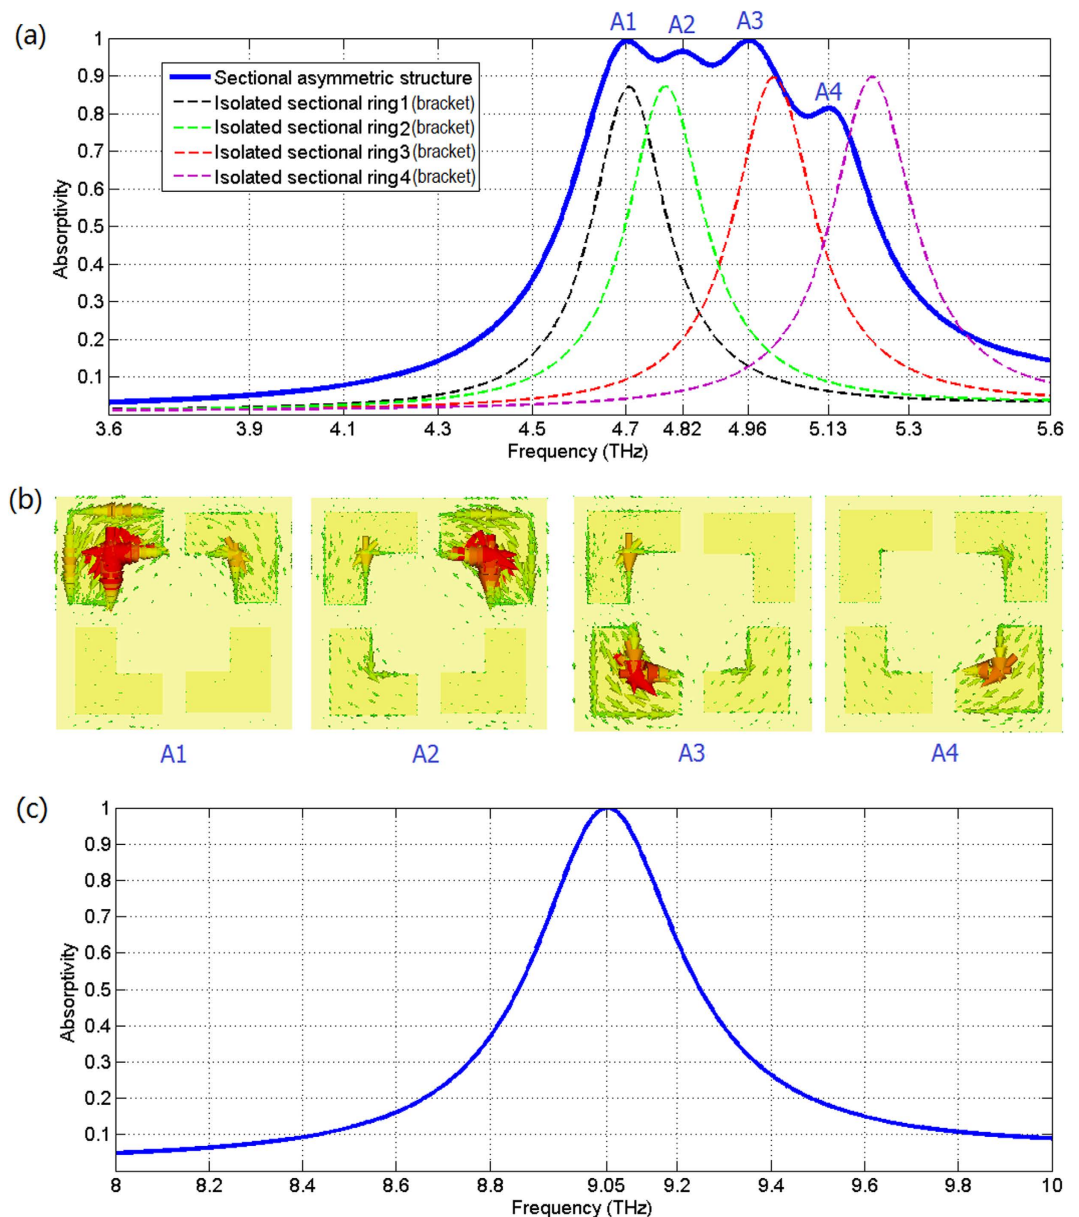 (a)
A1 A2 A3
A4
1
0.9
0.8
0.7
0.6
0.5
0.4
0.3
0.2
0.1
Absorptivity
Sectional asymmetric structure
Isolated sectional ring1 (bracket)
Isolated sectional ring2 (bracket)
Isolated sectional ring3 (bracket)
Isolated sectional ring4 (bracket)
3.6 3.9 4.1 4.3 4.5 4.7 4.82 4.96 5.13 5.3 5.6
Frequency (THz)
(b)
A1 A2 A3 A4
(c)
1
0.9
0.8
0.7
0.6
0.5
0.4
0.3
0.2
0.1
Absorptivity
8 8.2 8.4 8.6 8.8 9.05 9.2 9.4 9.6 9.8 10
Frequency (THz)